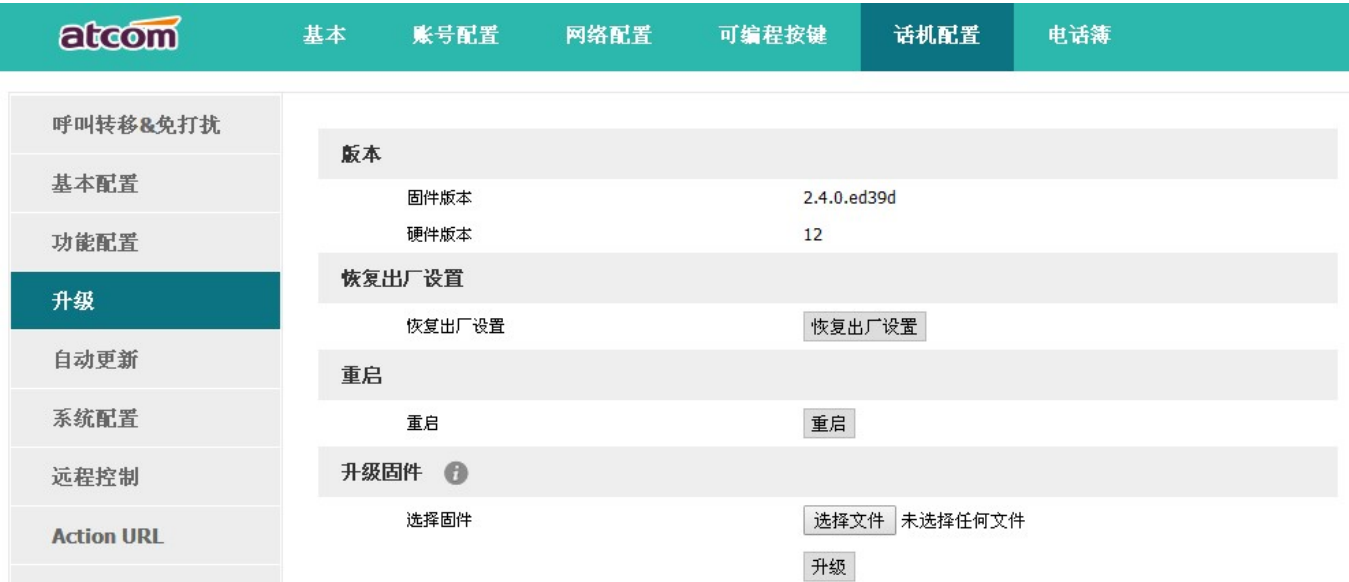 atcom 基本 账号配置 网络配置 可编程按键 话机配置 电话簿
呼叫转移&免打扰
基本配置
功能配置
升级
自动更新
系统配置
远程控制
Action URL
版本
固件版本 2.4.0.ed39d
硬件版本 12
恢复出厂设置
恢复出厂设置 恢复出厂设置
重启
重启 重启
升级固件 i
选择固件 选择文件 未选择任何文件
升级